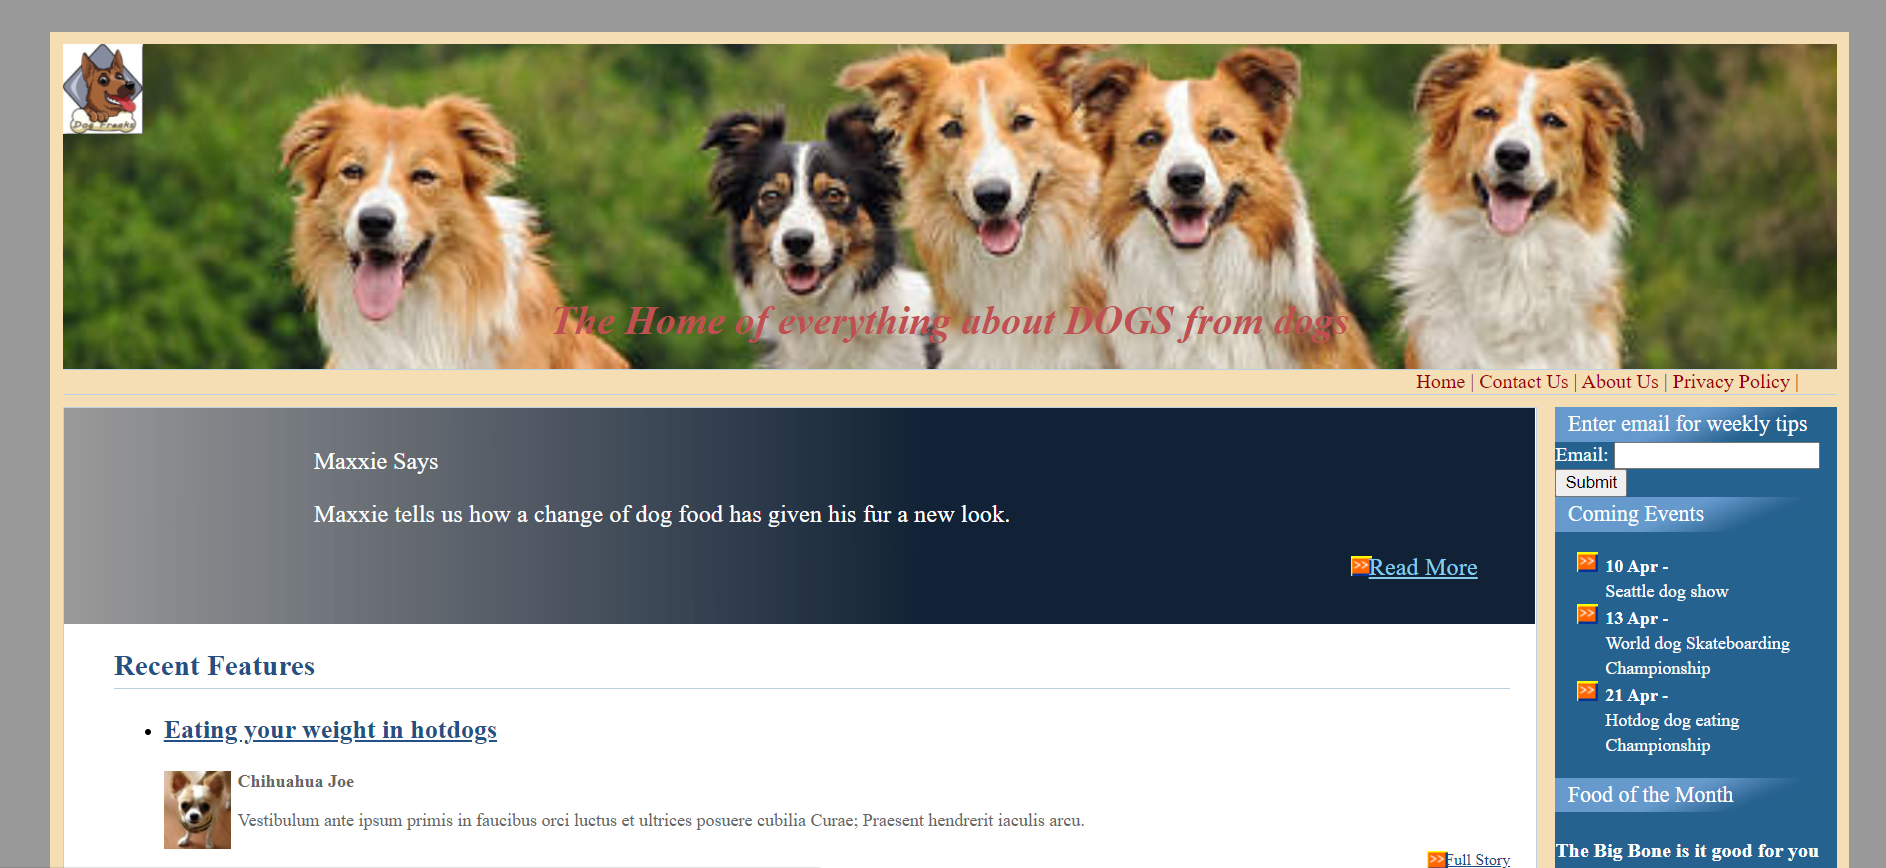 Dog Freaks
The Home of everything about DOGS from dogs
Home | Contact Us | About Us | Privacy Policy |
Maxxie Says
Maxxie tells us how a change of dog food has given his fur a new look.
>>Read More
Recent Features
Eating your weight in hotdogs
Chihuahua Joe
Vestibulum ante ipsum primis in faucibus orci luctus et ultrices posuere cubilia Curae; Praesent hendrerit iaculis arcu.
>>Full Story
Enter email for weekly tips
Email:
Submit
Coming Events
>> 10 Apr -
Seattle dog show
>> 13 Apr -
World dog Skateboarding
Championship
>> 21 Apr -
Hotdog dog eating
Championship
Food of the Month
The Big Bone is it good for you